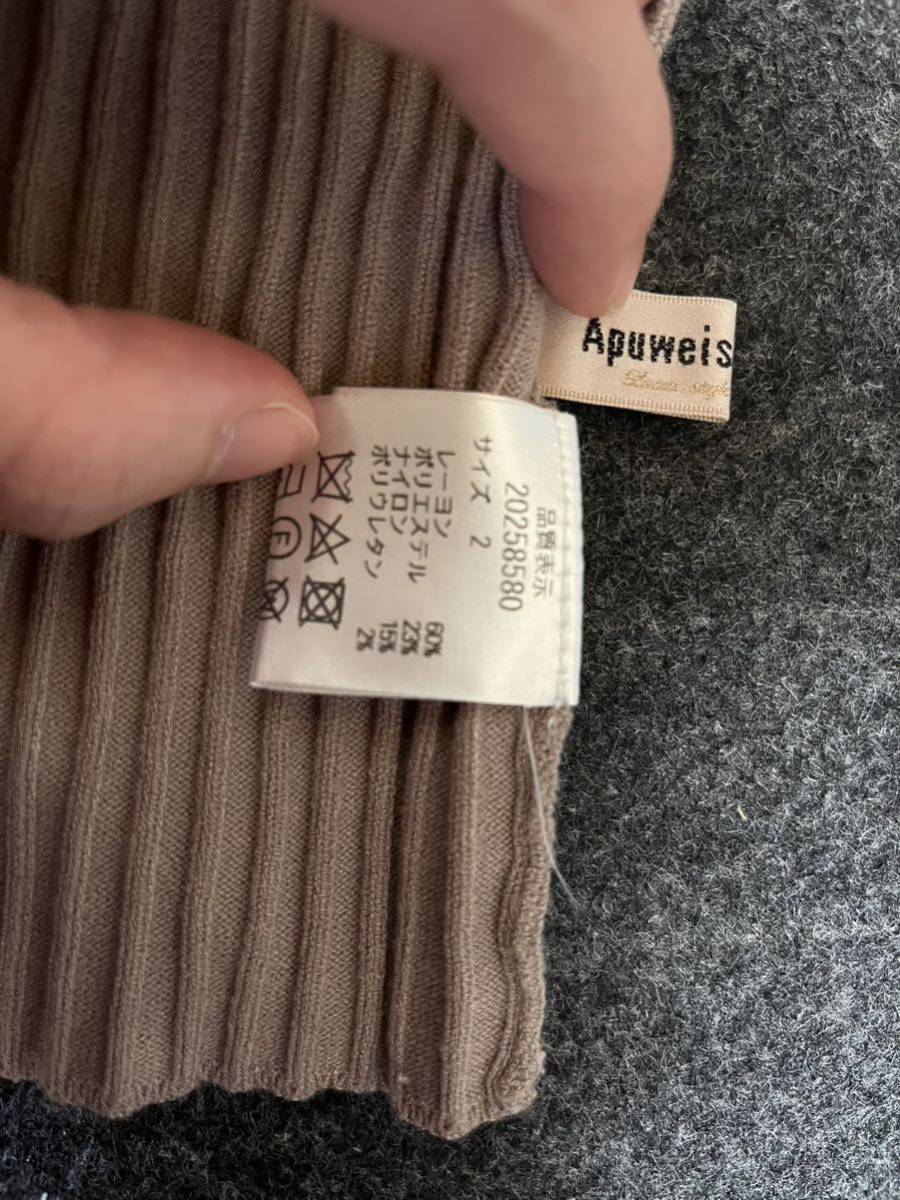 Apuweis
品質表示
20258580
サイズ 2
レーヨン 60%
ポリエステル 23%
ナイロン 15%
ポリウレタン 2%
F